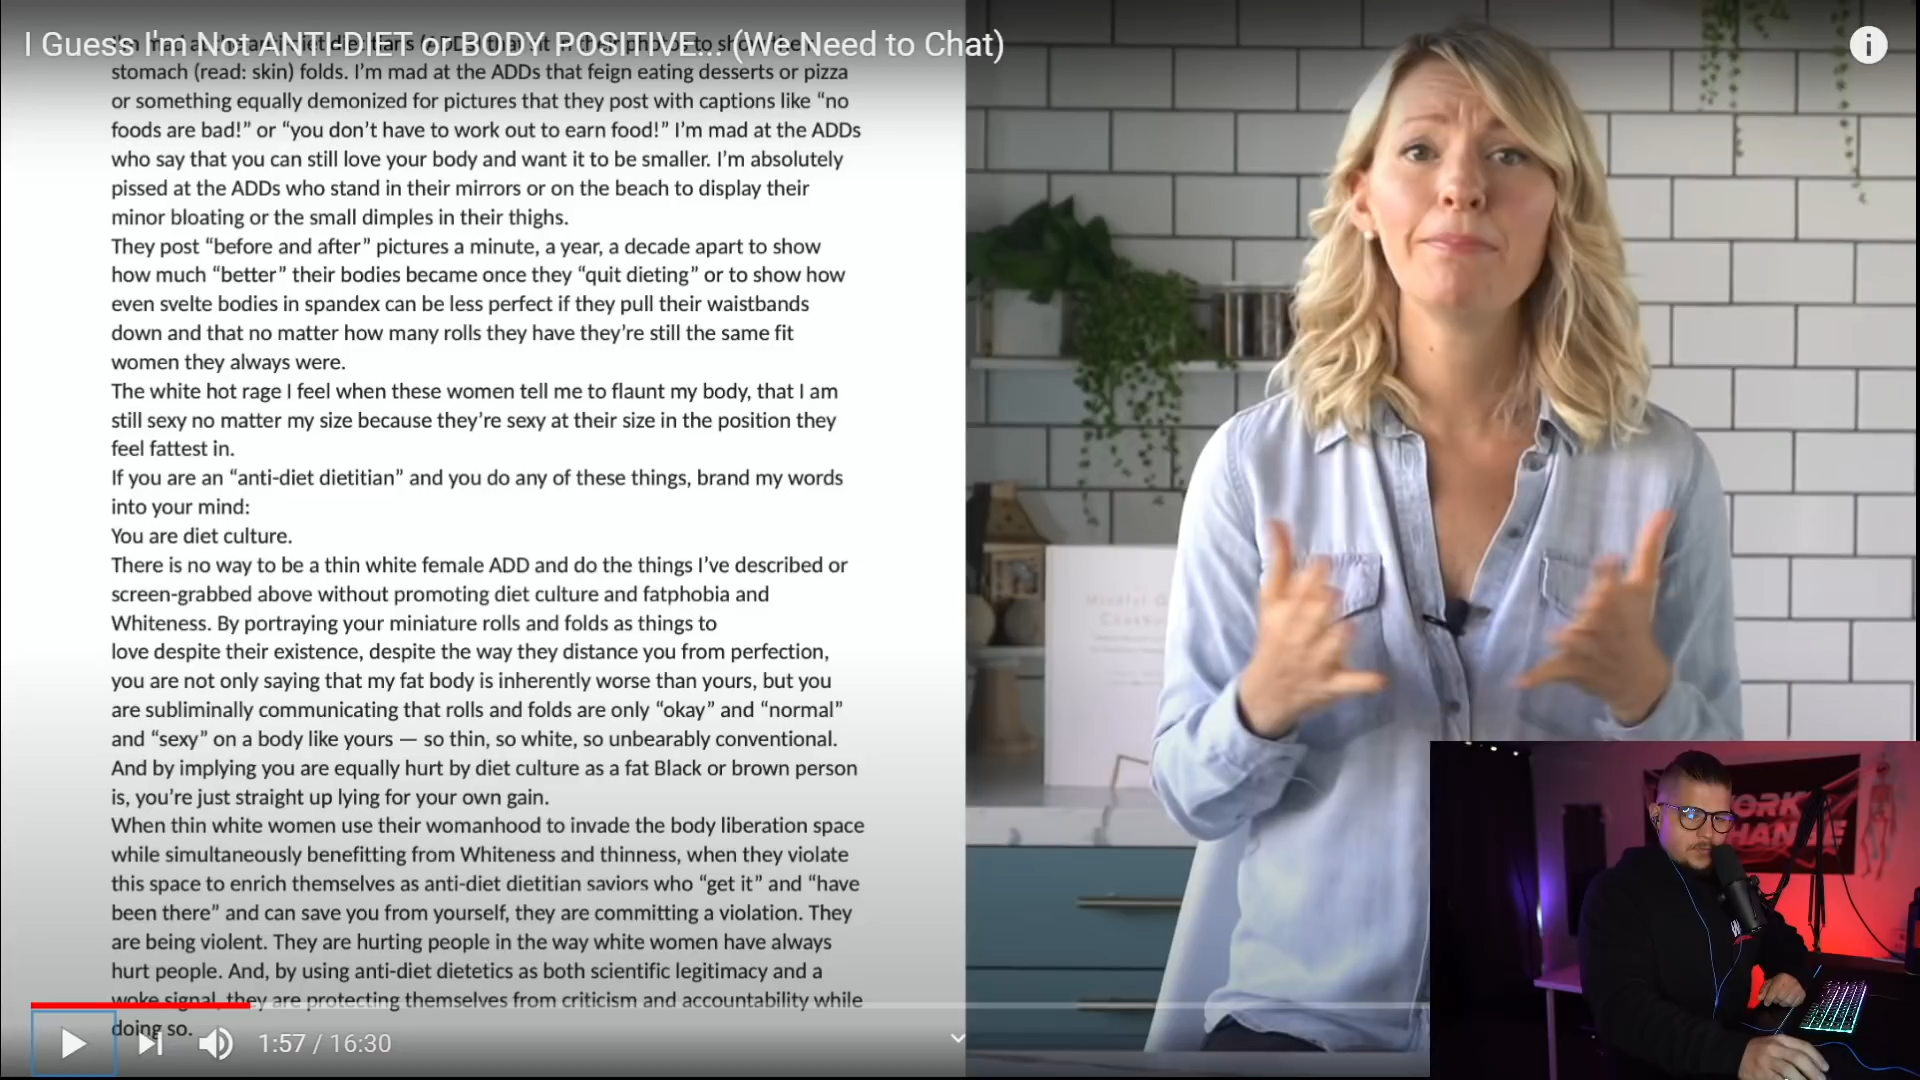 I Guess I'm Not ANTI-DIET or BODY POSITIVE... (We Need to Chat)
stomach (read: skin) folds. I’m mad at the ADDs that feign eating desserts or pizza
or something equally demonized for pictures that they post with captions like “no
foods are bad!” or “you don’t have to work out to earn food!” I’m mad at the ADDs
who say that you can still love your body and want it to be smaller. I’m absolutely
pissed at the ADDs who stand in their mirrors or on the beach to display their
minor bloating or the small dimples in their thighs.
They post “before and after” pictures a minute, a year, a decade apart to show
how much “better” their bodies became once they “quit dieting” or to show how
even svelte bodies in spandex can be less perfect if they pull their waistbands
down and that no matter how many rolls they have they’re still the same fit
women they always were.
The white hot rage I feel when these women tell me to flaunt my body, that I am
still sexy no matter my size because they’re sexy at their size in the position they
feel fattest in.
If you are an “anti-diet dietitian” and you do any of these things, brand my words
into your mind:
You are diet culture.
There is no way to be a thin white female ADD and do the things I’ve described or
screen-grabbed above without promoting diet culture and fatphobia and
Whiteness. By portraying your miniature rolls and folds as things to
love despite their existence, despite the way they distance you from perfection,
you are not only saying that my fat body is inherently worse than yours, but you
are subliminally communicating that rolls and folds are only “okay” and “normal”
and “sexy” on a body like yours — so thin, so white, so unbearably conventional.
And by implying you are equally hurt by diet culture as a fat Black or brown person
is, you’re just straight up lying for your own gain.
When thin white women use their womanhood to invade the body liberation space
while simultaneously benefitting from Whiteness and thinness, when they violate
this space to enrich themselves as anti-diet dietitian saviors who “get it” and “have
been there” and can save you from yourself, they are committing a violation. They
are being violent. They are hurting people in the way white women have always
hurt people. And, by using anti-diet dietetics as both scientific legitimacy and a
woke signal, they are protecting themselves from criticism and accountability while
doing so.
1:57 / 16:30